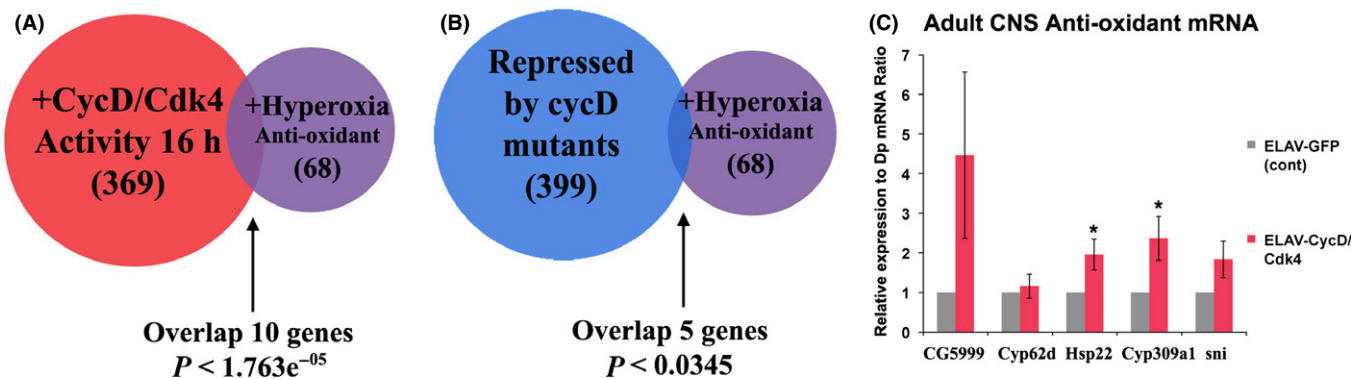 (A)
+CycD/Cdk4
Activity 16 h
(369)
+Hyperoxia
Anti-oxidant
(68)
Overlap 10 genes
P < 1.763e⁻⁰⁵
(B)
Repressed
by cycD
mutants
(399)
+Hyperoxia
Anti-oxidant
(68)
Overlap 5 genes
P < 0.0345
(C) Adult CNS Anti-oxidant mRNA
Relative expression to Dp mRNA Ratio
7
6
5
4
3
2
1
0
* *
CG5999 Cyp62d Hsp22 Cyp309a1 sni
ELAV-GFP
(cont)
ELAV-CycD/
Cdk4